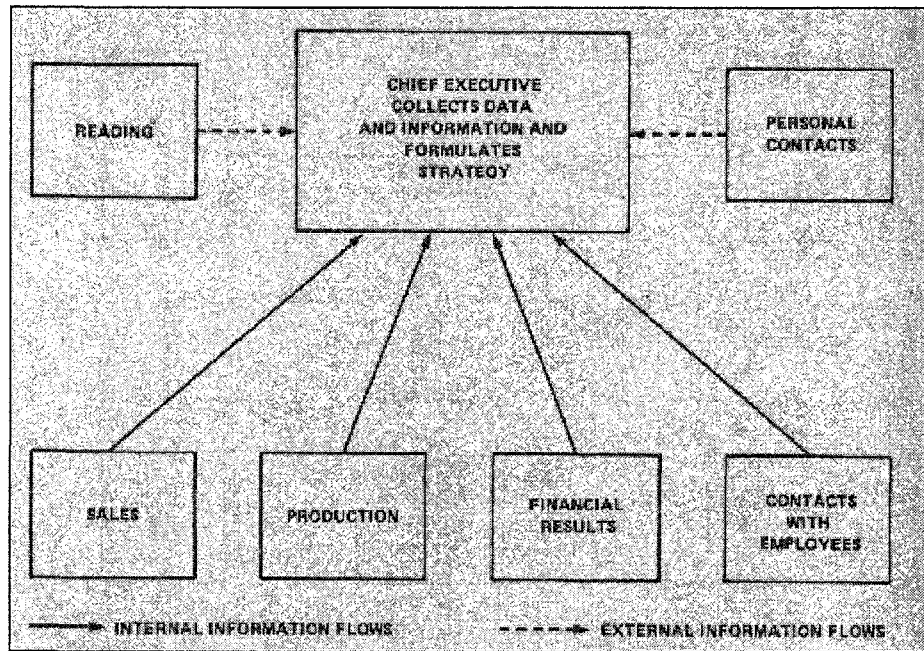 CHIEF EXECUTIVE
COLLECTS DATA
AND INFORMATION AND
FORMULATES
STRATEGY
READING
PERSONAL
CONTACTS
SALES
PRODUCTION
FINANCIAL
RESULTS
CONTACTS
WITH
EMPLOYEES
INTERNAL INFORMATION FLOWS
EXTERNAL INFORMATION FLOWS